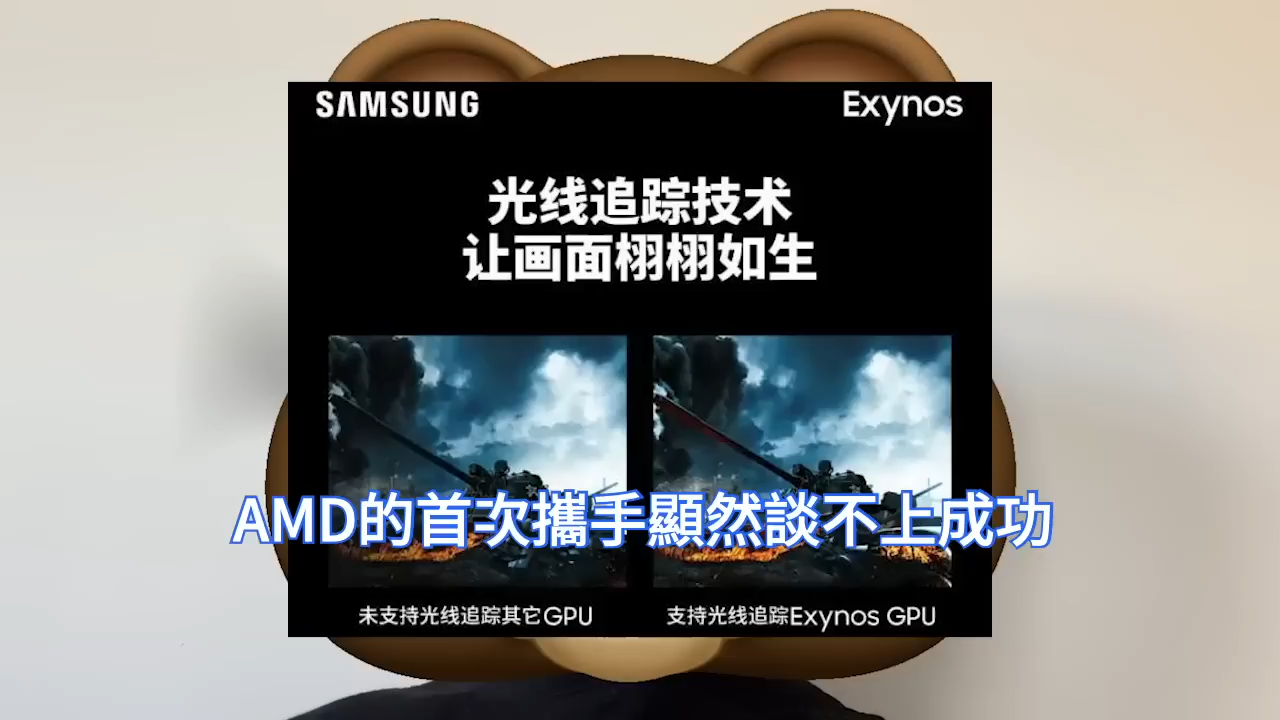 SAMSUNG
Exynos
光线追踪技术
让画面栩栩如生
AMD的首次攜手顯然談不上成功
未支持光线追踪其它GPU
支持光线追踪Exynos GPU